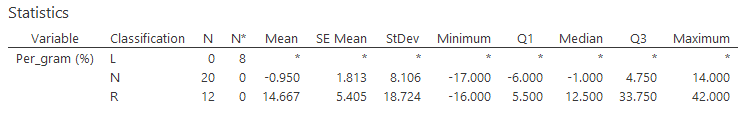 Statistics
Variable Classification N N* Mean SE Mean StDev Minimum Q1 Median Q3 Maximum
Per_gram (%) L 0 8 * * * * * * * *
N 20 0 -0.950 1.813 8.106 -17.000 -6.000 -1.000 4.750 14.000
R 12 0 14.667 5.405 18.724 -16.000 5.500 12.500 33.750 42.000